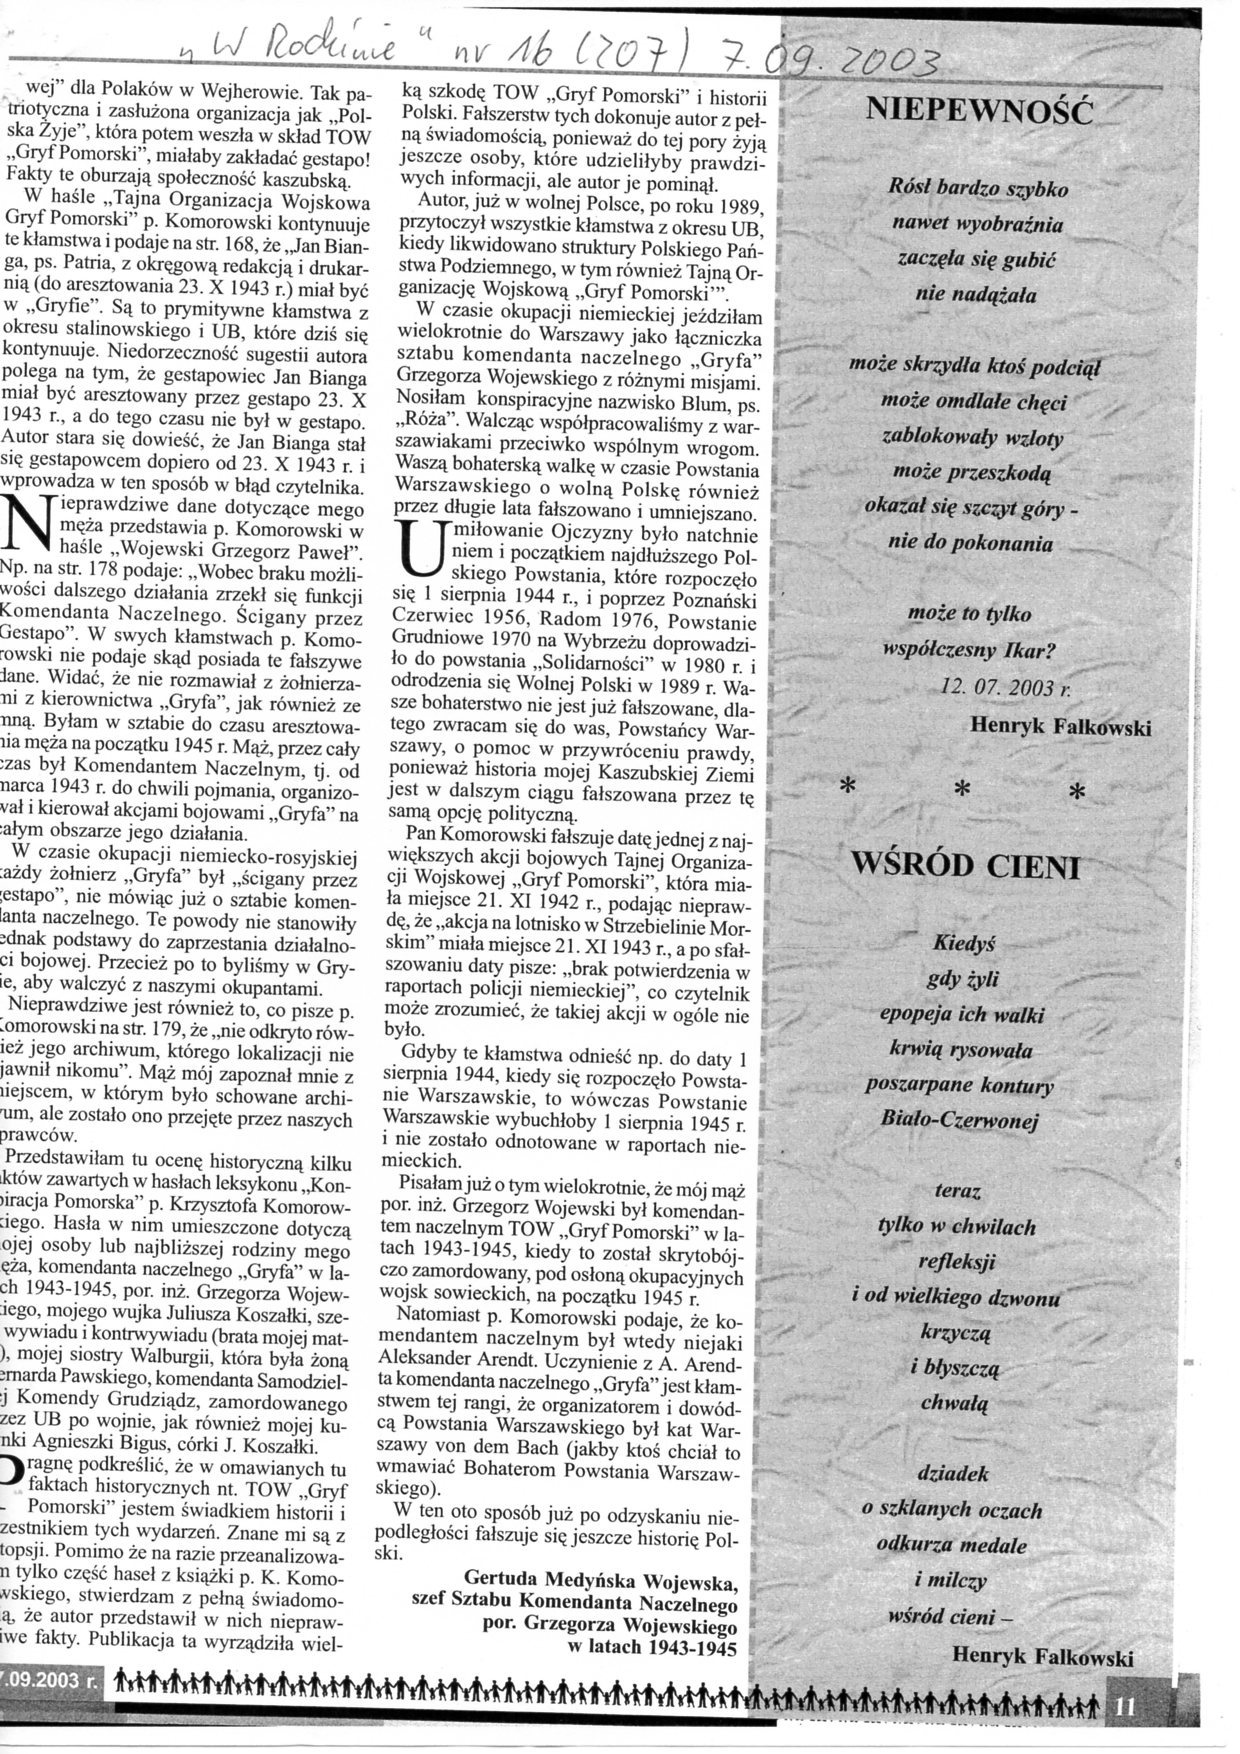 „W Rodzinie" nr 16 (207) 7.09.2003
wej” dla Polaków w Wejherowie. Tak pa-
triotyczna i zasłużona organizacja jak „Pol-
ska Żyje”, która potem weszła w skład TOW
„Gryf Pomorski”, miałaby zakładać gestapo!
Fakty te oburzają społeczność kaszubską.
W haśle „Tajna Organizacja Wojskowa
Gryf Pomorski” p. Komorowski kontynuuje
te kłamstwa i podaje na str. 168, że „Jan Bian-
ga, ps. Patria, z okręgową redakcją i drukar-
nią (do aresztowania 23. X 1943 r.) miał być
w „Gryfie”. Są to prymitywne kłamstwa z
okresu stalinowskiego i UB, które dziś się
kontynuuje. Niedorzeczność sugestii autora
polega na tym, że gestapowiec Jan Bianga
miał być aresztowany przez gestapo 23. X
1943 r., a do tego czasu nie był w gestapo.
Autor stara się dowieść, że Jan Bianga stał
się gestapowcem dopiero od 23. X 1943 r. i
wprowadza w ten sposób w błąd czytelnika.
Nieprawdziwe dane dotyczące mego
męża przedstawia p. Komorowski w
haśle „Wojewski Grzegorz Paweł”.
Np. na str. 178 podaje: „Wobec braku możli-
wości dalszego działania zrzekł się funkcji
Komendanta Naczelnego. Ścigany przez
Gestapo”. W swych kłamstwach p. Komo-
rowski nie podaje skąd posiada te fałszywe
dane. Widać, że nie rozmawiał z żołnierza-
mi z kierownictwa „Gryfa”, jak również ze
mną. Byłam w sztabie do czasu aresztowa-
nia męża na początku 1945 r. Mąż, przez cały
czas był Komendantem Naczelnym, tj. od
marca 1943 r. do chwili pojmania, organizo-
wał i kierował akcjami bojowami „Gryfa” na
całym obszarze jego działania.
W czasie okupacji niemiecko-rosyjskiej
każdy żołnierz „Gryfa” był „ścigany przez
gestapo”, nie mówiąc już o sztabie komen-
danta naczelnego. Te powody nie stanowiły
jednak podstawy do zaprzestania działalno-
ci bojowej. Przecież po to byliśmy w Gry-
ie, aby walczyć z naszymi okupantami.
Nieprawdziwe jest również to, co pisze p.
Komorowski na str. 179, że „nie odkryto rów-
ież jego archiwum, którego lokalizacji nie
jawnił nikomu”. Mąż mój zapoznał mnie z
miejscem, w którym było schowane archi-
um, ale zostało ono przejęte przez naszych
prawców.
Przedstawiłam tu ocenę historyczną kilku
któw zawartych w hasłach leksykonu „Kon-
piracja Pomorska” p. Krzysztofa Komorow-
kiego. Hasła w nim umieszczone dotyczą
ojej osoby lub najbliższej rodziny mego
ęża, komendanta naczelnego „Gryfa” w la-
ch 1943-1945, por. inż. Grzegorza Wojew-
iego, mojego wujka Juliusza Koszałki, sze-
wywiadu i kontrwywiadu (brata mojej mat-
), mojej siostry Walburgii, która była żoną
ernarda Pawskiego, komendanta Samodziel-
ej Komendy Grudziądz, zamordowanego
zez UB po wojnie, jak również mojej ku-
nki Agnieszki Bigus, córki J. Koszałki.
Pragnę podkreślić, że w omawianych tu
faktach historycznych nt. TOW „Gryf
Pomorski” jestem świadkiem historii i
zestnikiem tych wydarzeń. Znane mi są z
topsji. Pomimo że na razie przeanalizowa-
m tylko część haseł z książki p. K. Komo-
wskiego, stwierdzam z pełną świadomo-
ą, że autor przedstawił w nich niepraw-
iwe fakty. Publikacja ta wyrządziła wiel-
ką szkodę TOW „Gryf Pomorski” i historii
Polski. Fałszerstw tych dokonuje autor z peł-
ną świadomością, ponieważ do tej pory żyją
jeszcze osoby, które udzieliłyby prawdzi-
wych informacji, ale autor je pominął.
Autor, już w wolnej Polsce, po roku 1989,
przytoczył wszystkie kłamstwa z okresu UB,
kiedy likwidowano struktury Polskiego Pań-
stwa Podziemnego, w tym również Tajną Or-
ganizację Wojskową „Gryf Pomorski’”.
W czasie okupacji niemieckiej jeździłam
wielokrotnie do Warszawy jako łączniczka
sztabu komendanta naczelnego „Gryfa”
Grzegorza Wojewskiego z różnymi misjami.
Nosiłam konspiracyjne nazwisko Blum, ps.
„Róża”. Walcząc współpracowaliśmy z war-
szawiakami przeciwko wspólnym wrogom.
Waszą bohaterską walkę w czasie Powstania
Warszawskiego o wolną Polskę również
przez długie lata fałszowano i umniejszano.
Umiłowanie Ojczyzny było natchnie
niem i początkiem najdłuższego Pol-
skiego Powstania, które rozpoczęło
się 1 sierpnia 1944 r., i poprzez Poznański
Czerwiec 1956, Radom 1976, Powstanie
Grudniowe 1970 na Wybrzeżu doprowadzi-
ło do powstania „Solidarności” w 1980 r. i
odrodzenia się Wolnej Polski w 1989 r. Wa-
sze bohaterstwo nie jest już fałszowane, dla-
tego zwracam się do was, Powstańcy War-
szawy, o pomoc w przywróceniu prawdy,
ponieważ historia mojej Kaszubskiej Ziemi
jest w dalszym ciągu fałszowana przez tę
samą opcję polityczną.
Pan Komorowski fałszuje datę jednej z naj-
większych akcji bojowych Tajnej Organiza-
cji Wojskowej „Gryf Pomorski”, która mia-
ła miejsce 21. XI 1942 r., podając niepraw-
dę, że „akcja na lotnisko w Strzebielinie Mor-
skim” miała miejsce 21. XI 1943 r., a po sfał-
szowaniu daty pisze: „brak potwierdzenia w
raportach policji niemieckiej”, co czytelnik
może zrozumieć, że takiej akcji w ogóle nie
było.
Gdyby te kłamstwa odnieść np. do daty 1
sierpnia 1944, kiedy się rozpoczęło Powsta-
nie Warszawskie, to wówczas Powstanie
Warszawskie wybuchłoby 1 sierpnia 1945 r.
i nie zostało odnotowane w raportach nie-
mieckich.
Pisałam już o tym wielokrotnie, że mój mąż
por. inż. Grzegorz Wojewski był komendan-
tem naczelnym TOW „Gryf Pomorski” w la-
tach 1943-1945, kiedy to został skrytobój-
czo zamordowany, pod osłoną okupacyjnych
wojsk sowieckich, na początku 1945 r.
Natomiast p. Komorowski podaje, że ko-
mendantem naczelnym był wtedy niejaki
Aleksander Arendt. Uczynienie z A. Arend-
ta komendanta naczelnego „Gryfa” jest kłam-
stwem tej rangi, że organizatorem i dowód-
cą Powstania Warszawskiego był kat War-
szawy von dem Bach (jakby ktoś chciał to
wmawiać Bohaterom Powstania Warszaw-
skiego).
W ten oto sposób już po odzyskaniu nie-
podległości fałszuje się jeszcze historię Pol-
ski.
Gertuda Medyńska Wojewska,
szef Sztabu Komendanta Naczelnego
por. Grzegorza Wojewskiego
w latach 1943-1945
NIEPEWNOŚĆ
Rósł bardzo szybko
nawet wyobraźnia
zaczęła się gubić
nie nadążała
może skrzydła ktoś podciął
może omdlałe chęci
zablokowały wzloty
może przeszkodą
okazał się szczyt góry -
nie do pokonania
może to tylko
współczesny Ikar?
12. 07. 2003 r.
Henryk Falkowski
* * *
WŚRÓD CIENI
Kiedyś
gdy żyli
epopeja ich walki
krwią rysowała
poszarpane kontury
Biało-Czerwonej
teraz
tylko w chwilach
refleksji
i od wielkiego dzwonu
krzyczą
i błyszczą
chwałą
dziadek
o szklanych oczach
odkurza medale
i milczy
wśród cieni –
Henryk Falkowski
7.09.2003 r.
11